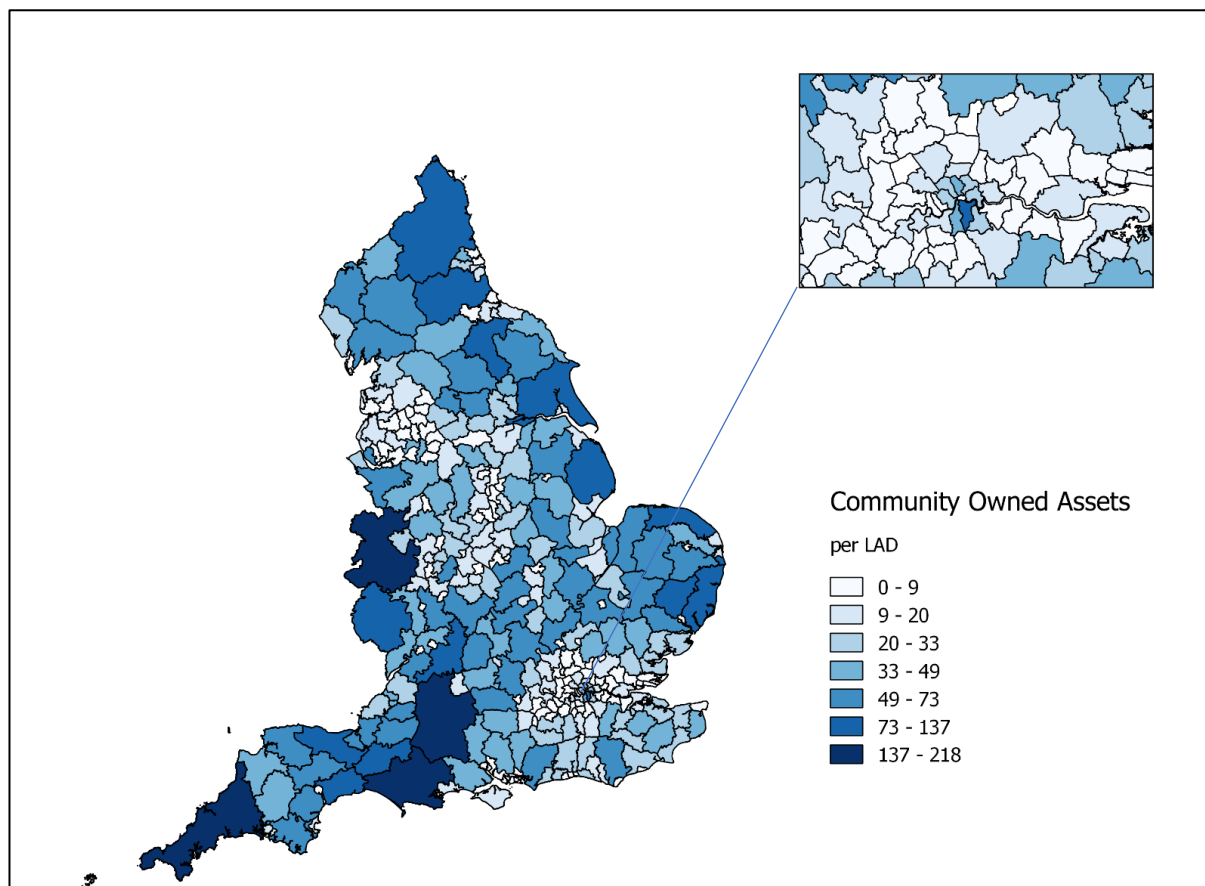 Community Owned Assets
per LAD
0 - 9
9 - 20
20 - 33
33 - 49
49 - 73
73 - 137
137 - 218